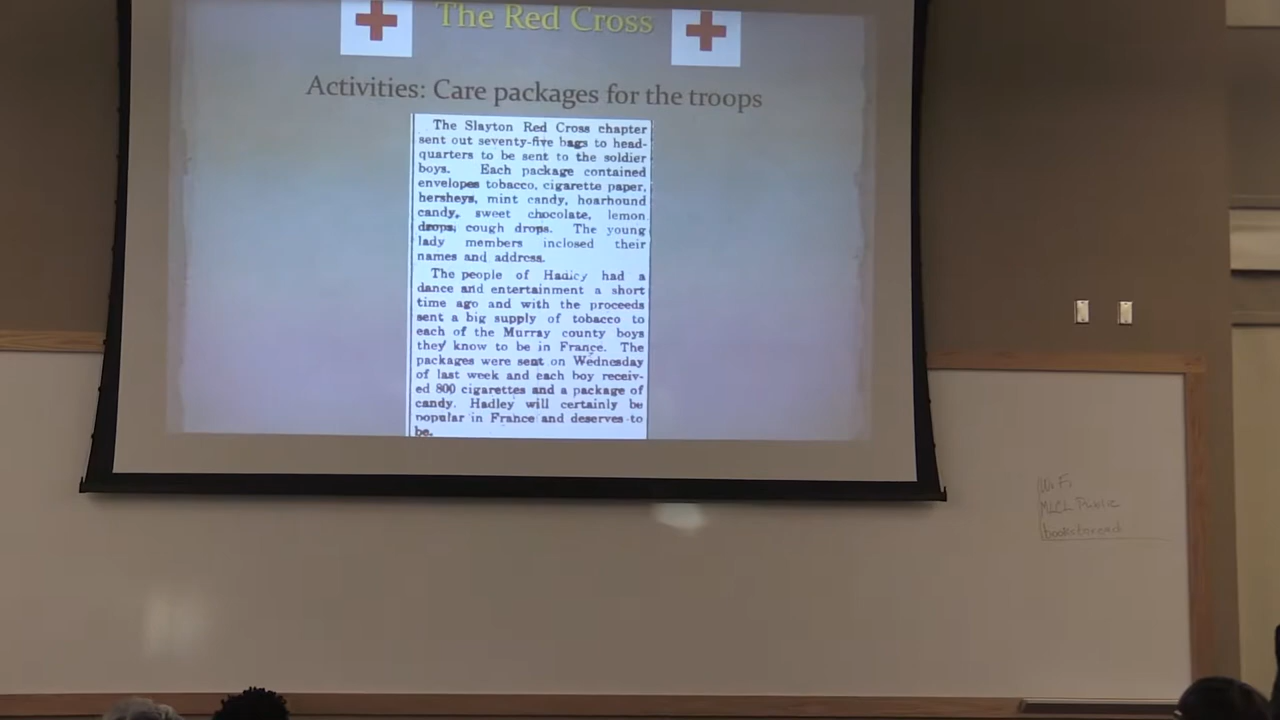 The Red Cross
Activities: Care packages for the troops
The Slayton Red Cross chapter
sent out seventy-five bags to head-
quarters to be sent to the soldier
boys. Each package contained
envelopes tobacco, cigarette paper,
hersheys, mint candy, hoarhound
candy, sweet chocolate, lemon
drops, cough drops. The young
lady members inclosed their
names and address.
The people of Hadley had a
dance and entertainment a short
time ago and with the proceeds
sent a big supply of tobacco to
each of the Murray county boys
they know to be in France. The
packages were sent on Wednesday
of last week and each boy receiv-
ed 800 cigarettes and a package of
candy. Hadley will certainly be
popular in France and deserves to
be.
Wi Fi
MLCL Public
bookstoread